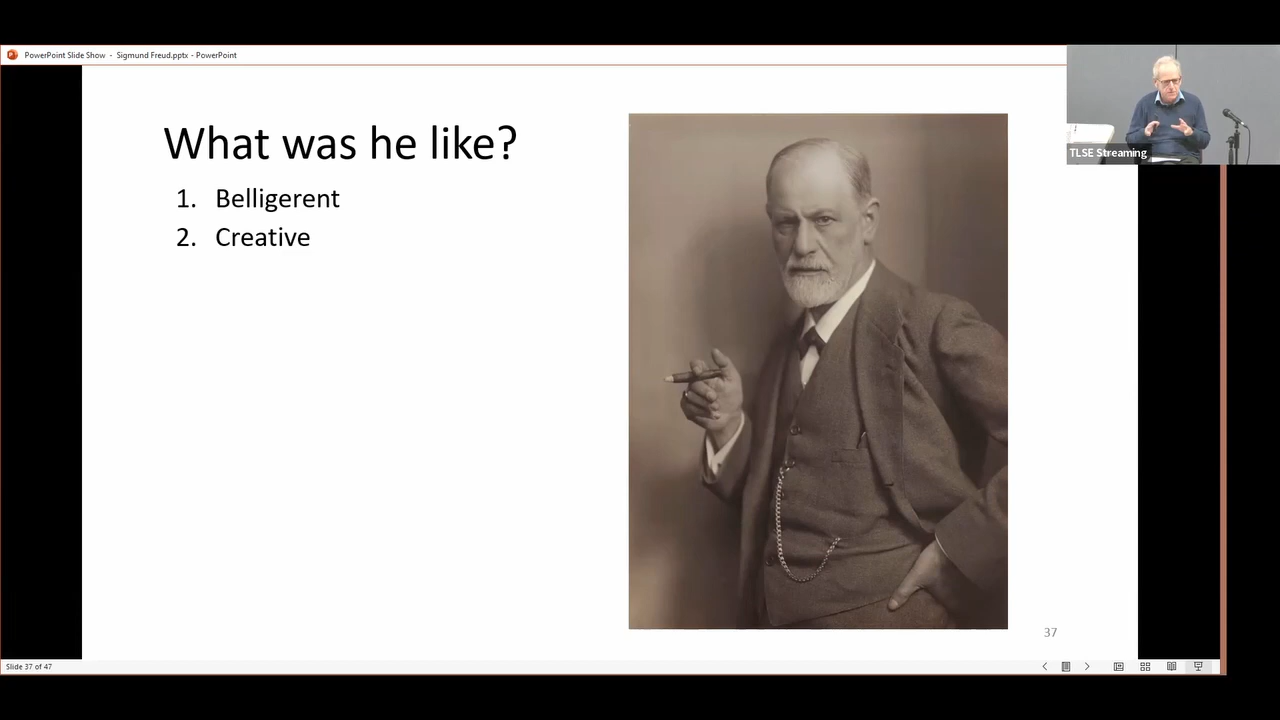 PowerPoint Slide Show - Sigmund Freud.pptx - PowerPoint
TLSE Streaming
What was he like?
1. Belligerent
2. Creative
37
Slide 37 of 47